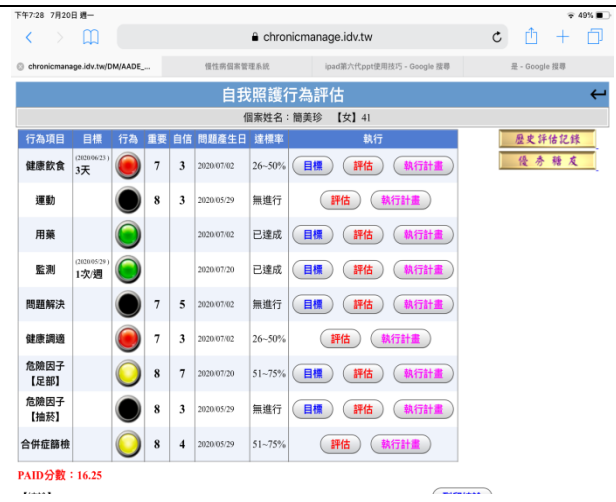 下午7:28 7月20日 週一
49%
chronicmanage.idv.tw
chronicmanage.idv.tw/DM/AADE_... 慢性病個案管理系統 ipad第六代ppt使用技巧 - Google 搜尋 是 - Google 搜尋
自我照護行為評估
個案姓名：簡美珍 【女】41
歷史評估記錄
優秀糖友
行為項目 目標 行為 重要 自信 問題產生日 達標率 執行
健康飲食 (2020/06/23) 3天 7 3 2020/07/02 26~50% 目標 評估 執行計畫
運動 8 3 2020/05/29 無進行 評估 執行計畫
用藥 2020/07/02 已達成 目標 評估 執行計畫
監測 (2020/05/29) 1次/週 2020/07/20 已達成 目標 評估 執行計畫
問題解決 7 5 2020/07/02 無進行 目標 評估 執行計畫
健康調適 7 3 2020/07/02 26~50% 評估 執行計畫
危險因子【足部】 8 7 2020/07/20 51~75% 目標 評估 執行計畫
危險因子【抽菸】 8 3 2020/05/29 無進行 目標 評估 執行計畫
合併症篩檢 8 4 2020/05/29 51~75% 評估 執行計畫
PAID分數：16.25